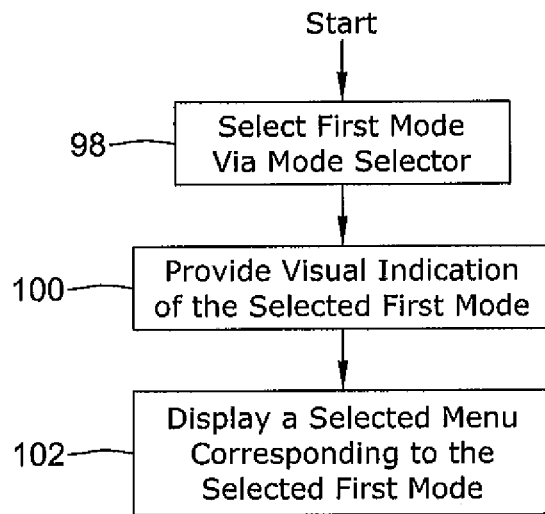 Start
98
Select First Mode
Via Mode Selector
100
Provide Visual Indication
of the Selected First Mode
102
Display a Selected Menu
Corresponding to the
Selected First Mode